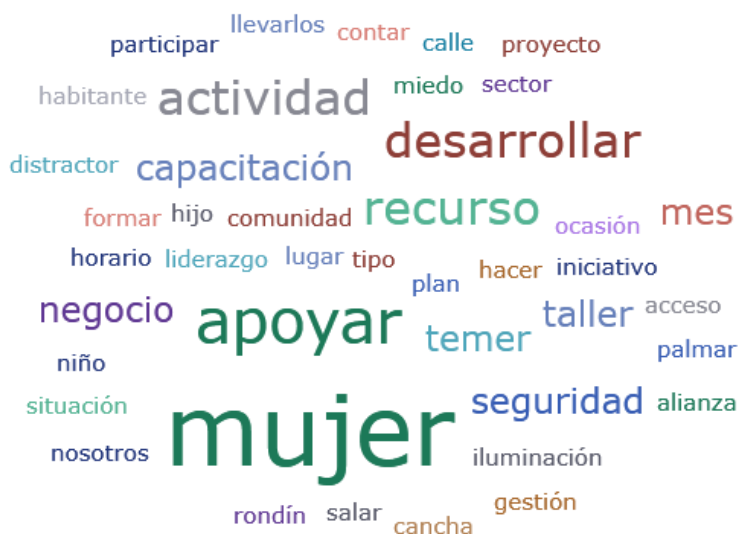 llevarlos
participar contar calle proyecto
habitante actividad miedo sector
desarrollar
distractor capacitación
formar hijo comunidad recurso ocasión mes
horario liderazgo lugar tipo hacer iniciativo
plan
negocio apoyar temer taller acceso
niño palmar
situación mujer seguridad alianza
nosotros iluminación
rondín salar cancha gestión